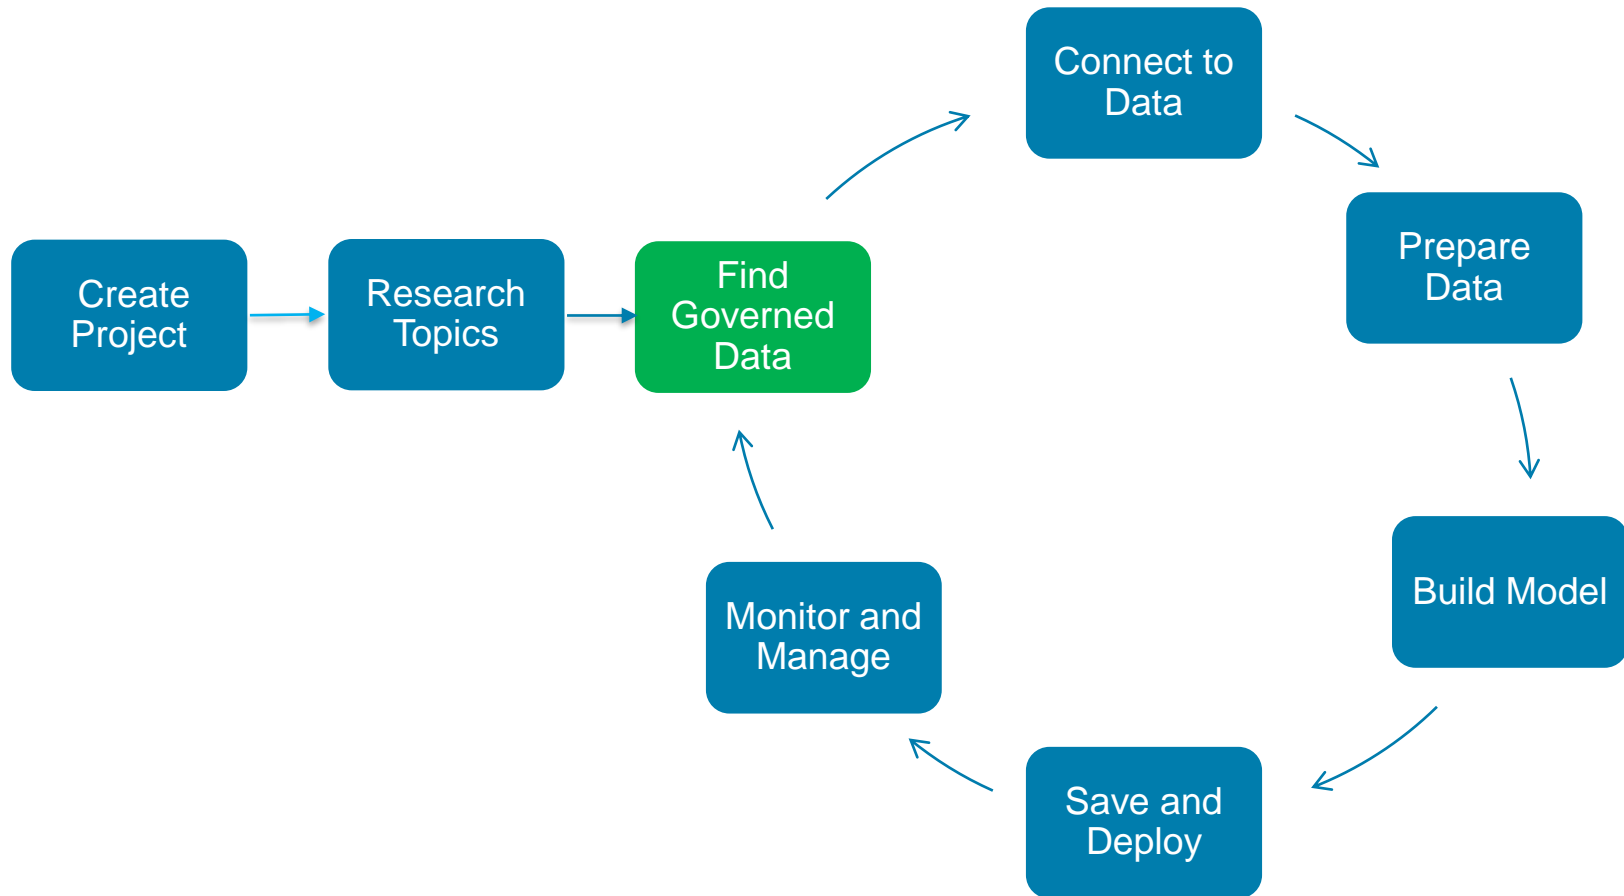 Create
Project
Research
Topics
Find
Governed
Data
Connect to
Data
Prepare
Data
Build Model
Save and
Deploy
Monitor and
Manage